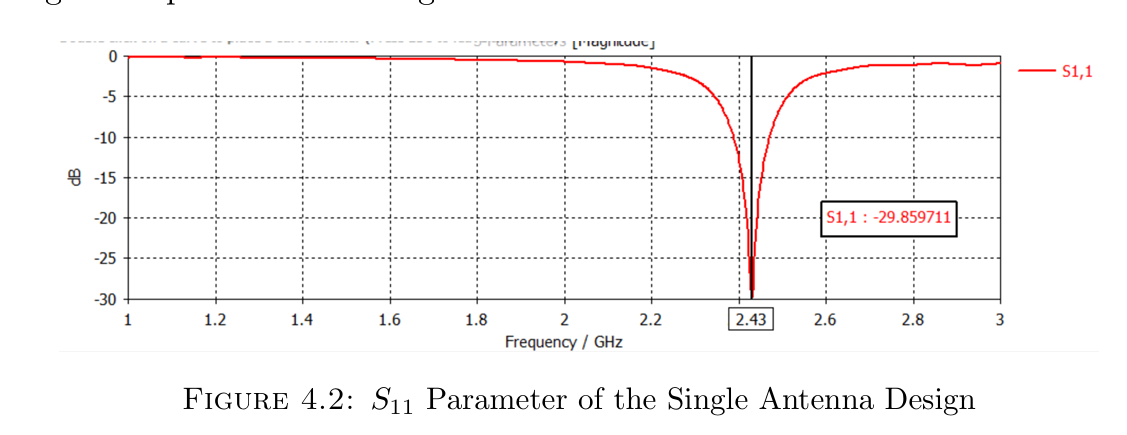 [Magnitude]
0
S1,1
-5
-10
-15
dB
-20
S1,1 : -29.859711
-25
-30
1 1.2 1.4 1.6 1.8 2 2.2 2.43 2.6 2.8 3
Frequency / GHz
FIGURE 4.2: S11 Parameter of the Single Antenna Design